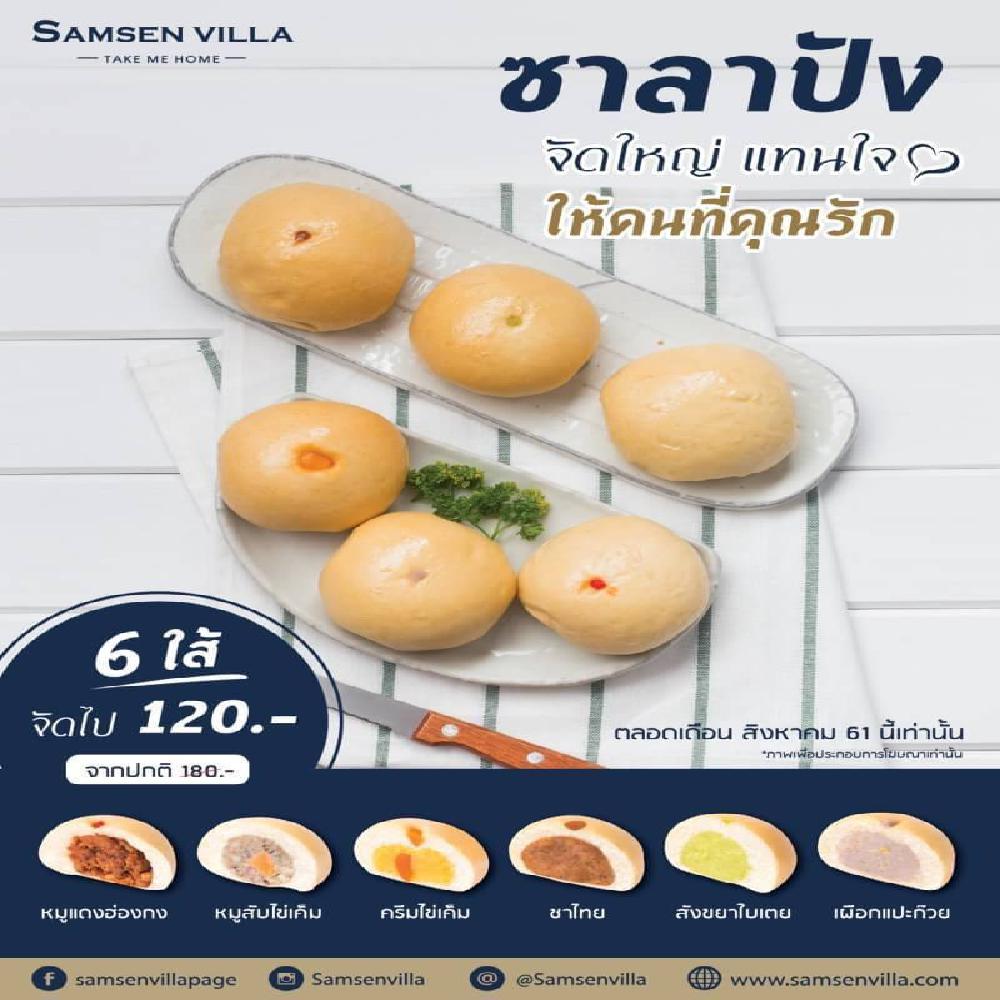 SAMSEN VILLA
TAKE ME HOME
ซาลาปัง
จัดใหญ่ แทนใจ
ให้คนที่คุณรัก
6 ไส้
จัดไป 120.-
จากปกติ 180.-
ตลอดเดือน สิงหาคม 61 นี้เท่านั้น
*ภาพเพื่อประกอบการโฆษณาเท่านั้น
หมูแดงฮ่องกง
หมูสับไข่เค็ม
ครีมไข่เค็ม
ชาไทย
สังขยาใบเตย
เผือกแปะก๊วย
samsenvillapage
Samsenvilla
@Samsenvilla
www.samsenvilla.com